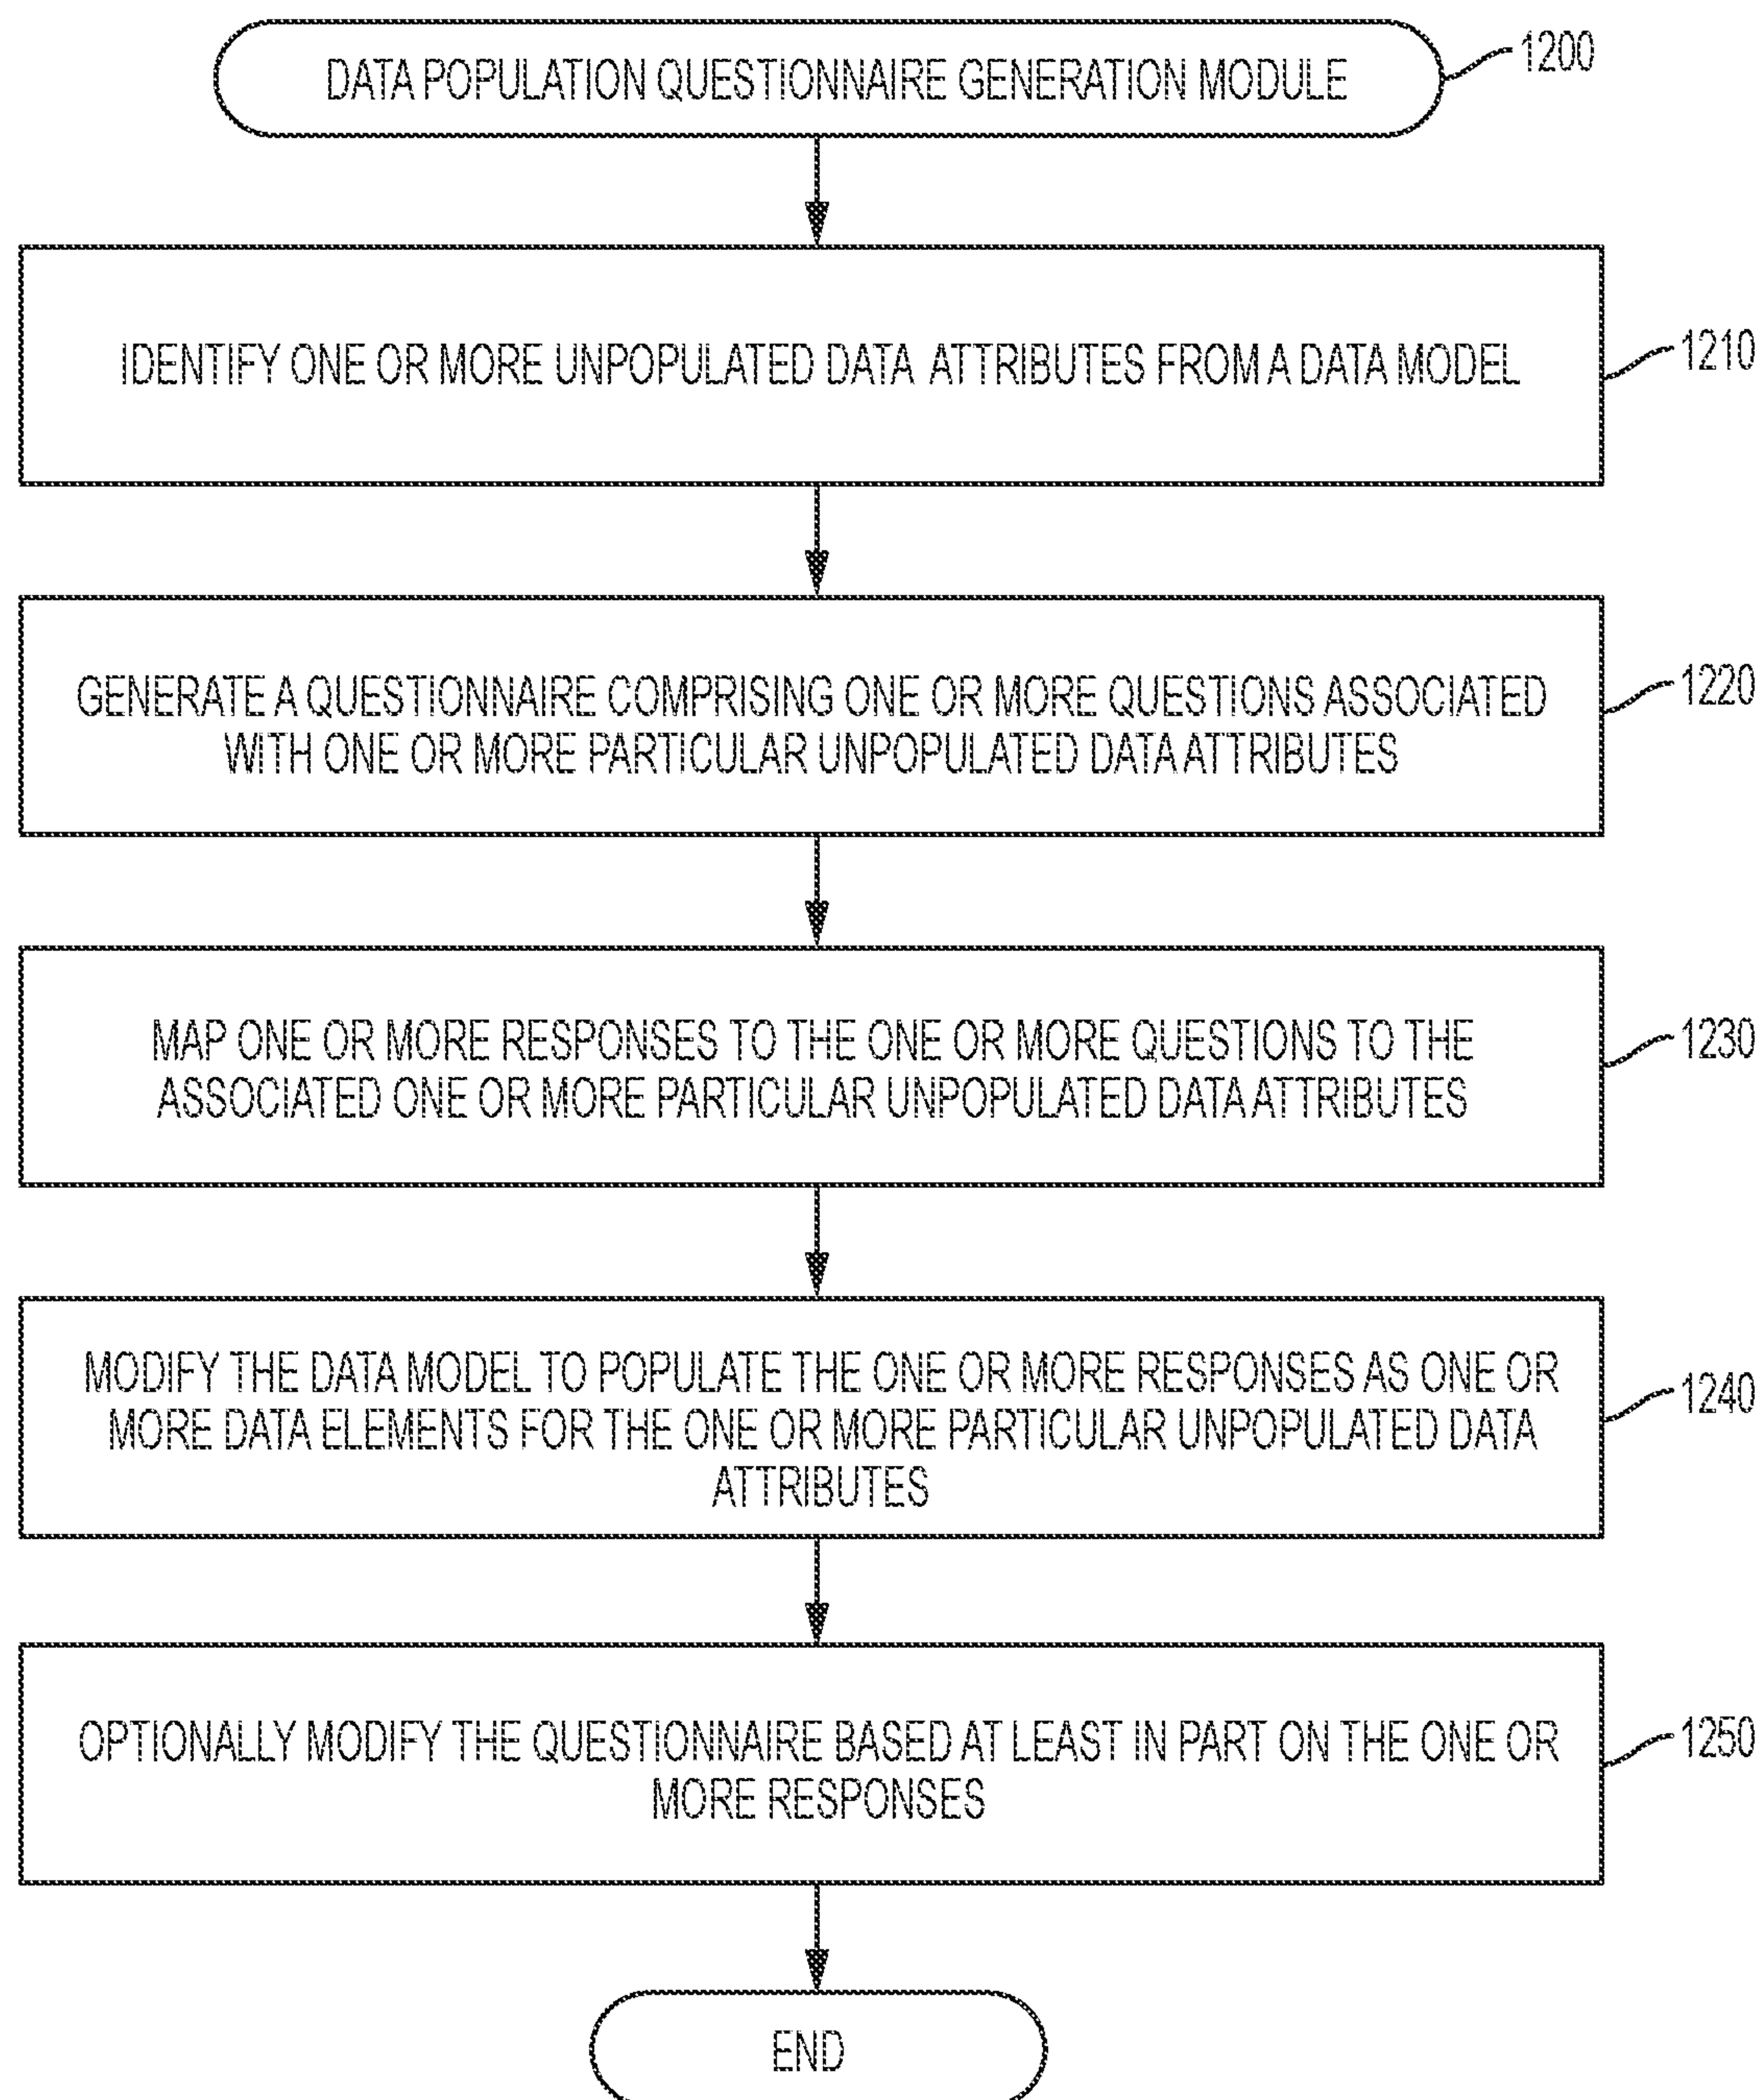 DATA POPULATION QUESTIONNAIRE GENERATION MODULE
1200
IDENTIFY ONE OR MORE UNPOPULATED DATA ATTRIBUTES FROM A DATA MODEL
1210
GENERATE A QUESTIONNAIRE COMPRISING ONE OR MORE QUESTIONS ASSOCIATED
WITH ONE OR MORE PARTICULAR UNPOPULATED DATA ATTRIBUTES
1220
MAP ONE OR MORE RESPONSES TO THE ONE OR MORE QUESTIONS TO THE
ASSOCIATED ONE OR MORE PARTICULAR UNPOPULATED DATA ATTRIBUTES
1230
MODIFY THE DATA MODEL TO POPULATE THE ONE OR MORE RESPONSES AS ONE OR
MORE DATA ELEMENTS FOR THE ONE OR MORE PARTICULAR UNPOPULATED DATA
ATTRIBUTES
1240
OPTIONALLY MODIFY THE QUESTIONNAIRE BASED AT LEAST IN PART ON THE ONE OR
MORE RESPONSES
1250
END